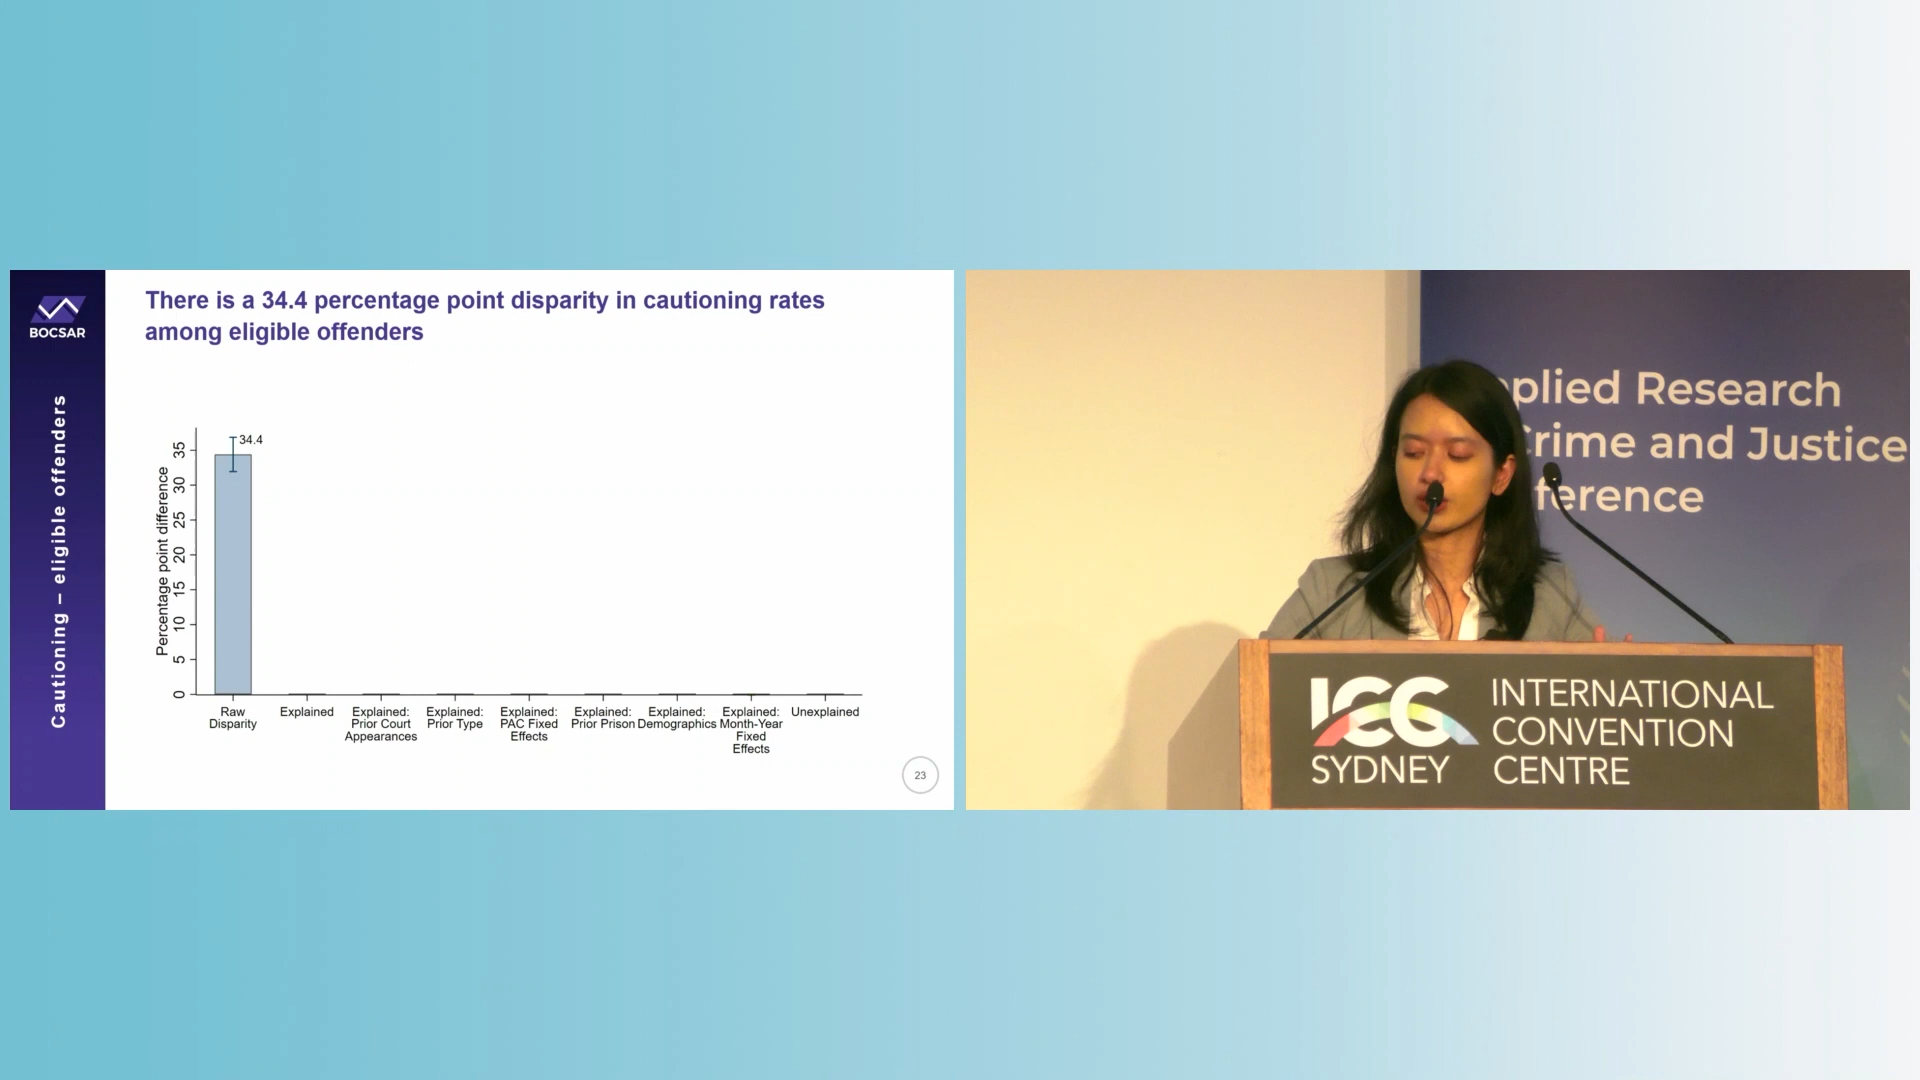 BOCSAR
Cautioning – eligible offenders
There is a 34.4 percentage point disparity in cautioning rates
among eligible offenders
Percentage point difference
35
30
25
20
15
10
5
0
34.4
Raw
Disparity
Explained
Explained:
Prior Court
Appearances
Explained:
Prior Type
Explained:
PAC Fixed
Effects
Explained:
Prior Prison
Explained:
Demographics
Explained:
Month-Year
Fixed
Effects
Unexplained
23
plied Research
Crime and Justice
ference
ICC
SYDNEY
INTERNATIONAL
CONVENTION
CENTRE